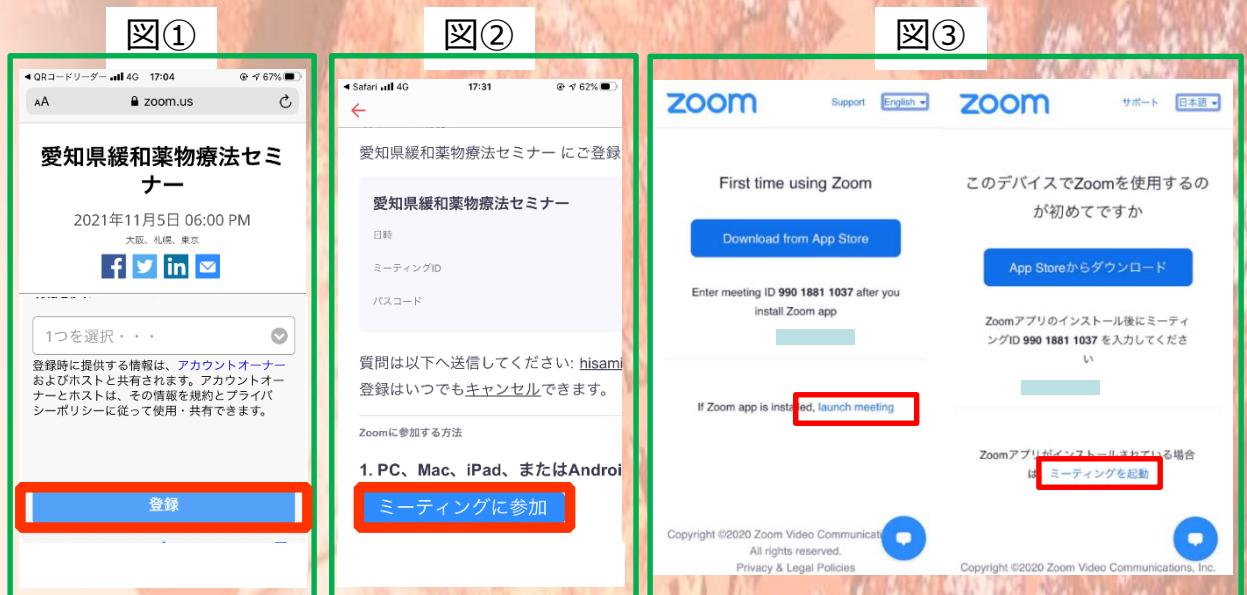 図①
◀ QRコードリーダー 4G 17:04 67%
AA zoom.us
愛知県緩和薬物療法セミ
ナー
2021年11月5日 06:00 PM
大阪、札幌、東京
1つを選択・・・
登録時に提供する情報は、アカウントオーナー
およびホストと共有されます。アカウントオー
ナーとホストは、その情報を規約とプライバ
シーポリシーに従って使用・共有できます。
登録
図②
◀ Safari 4G 17:31 62%
愛知県緩和薬物療法セミナー にご登録
愛知県緩和薬物療法セミナー
日時
ミーティングID
パスコード
質問は以下へ送信してください: hisami
登録はいつでもキャンセルできます。
Zoomに参加する方法
1. PC、Mac、iPad、またはAndroi
ミーティングに参加
図③
zoom Support English
First time using Zoom
Download from App Store
Enter meeting ID 990 1881 1037 after you
install Zoom app
If Zoom app is installed, launch meeting
Copyright ©2020 Zoom Video Communicati
All rights reserved.
Privacy & Legal Policies
zoom サポート 日本語
このデバイスでZoomを使用するの
が初めてですか
App Storeからダウンロード
Zoomアプリのインストール後にミーティ
ングID 990 1881 1037 を入力してくださ
い
Zoomアプリがインストールされている場合
は、ミーティングを起動
Copyright ©2020 Zoom Video Communications, Inc.